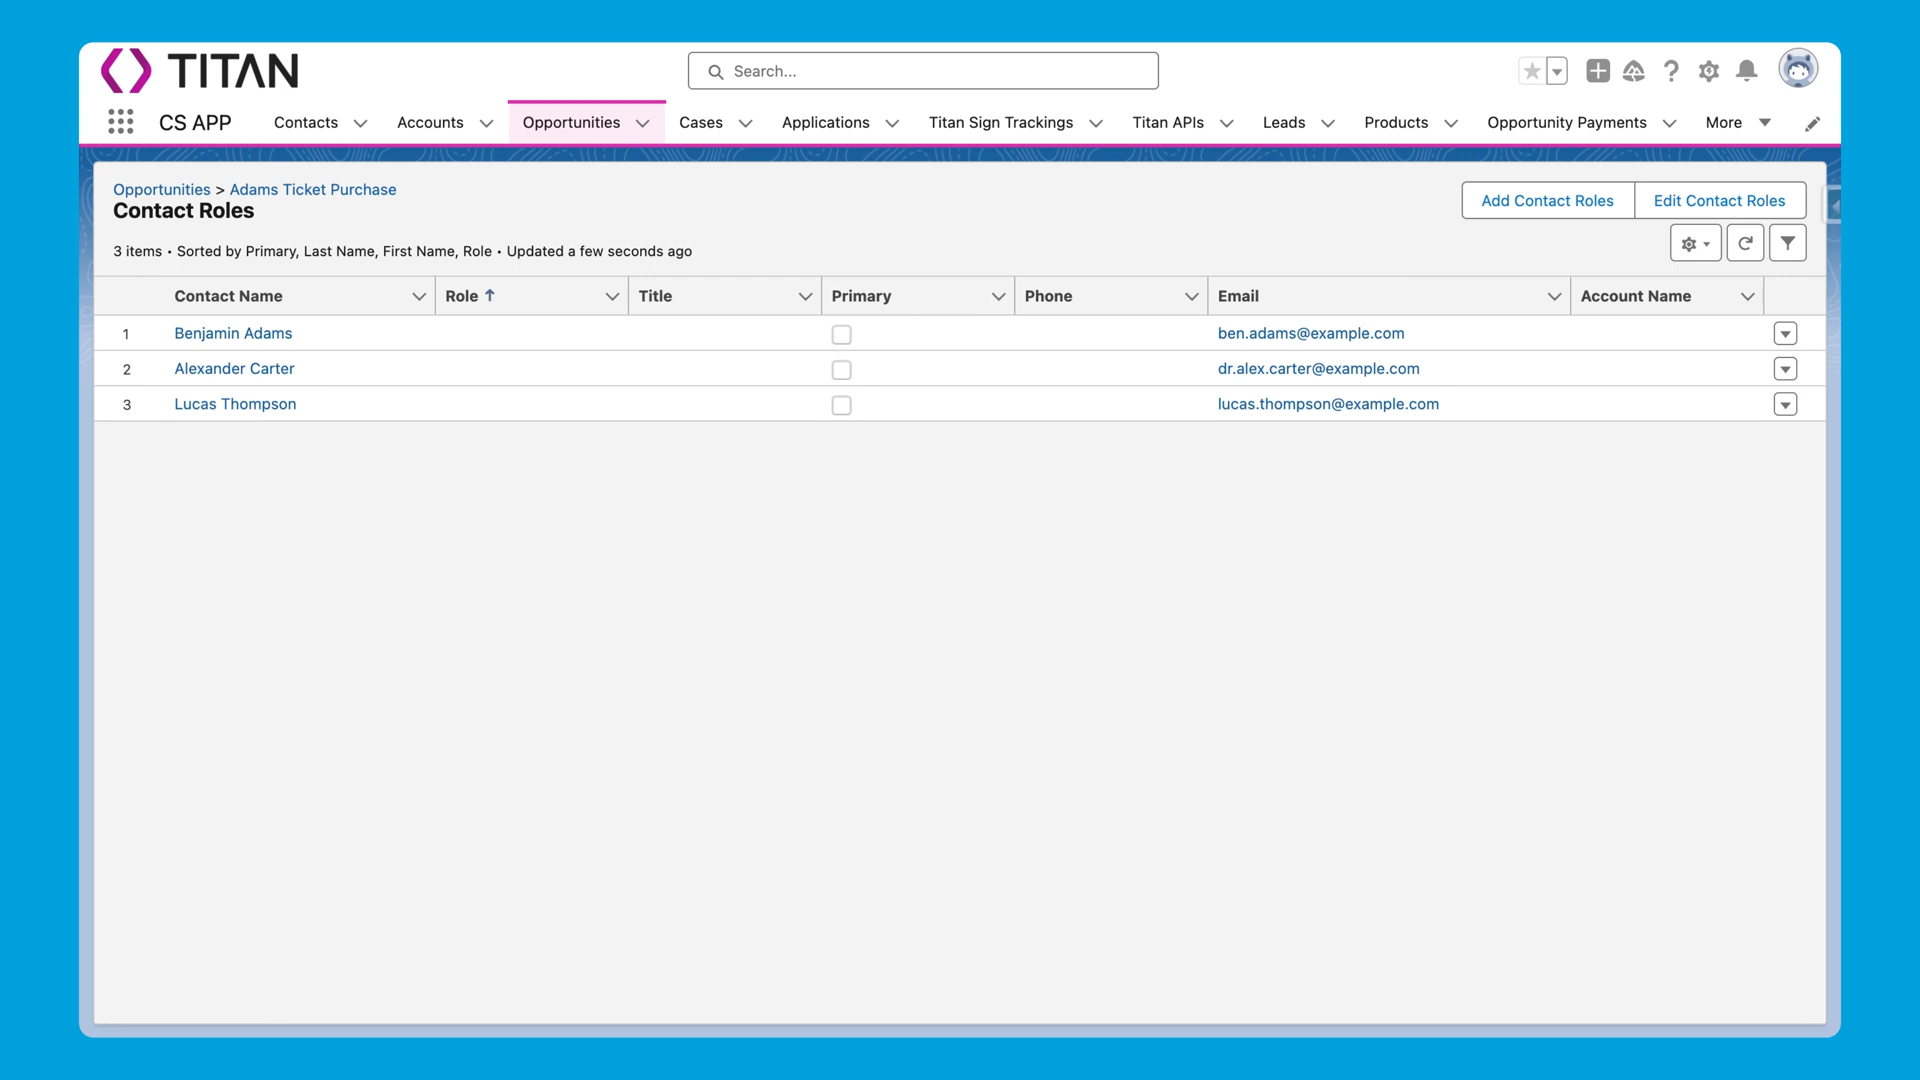 TITAN
Search...
CS APP Contacts Accounts Opportunities Cases Applications Titan Sign Trackings Titan APIs Leads Products Opportunity Payments More
Opportunities > Adams Ticket Purchase
Contact Roles
Add Contact Roles Edit Contact Roles
3 items • Sorted by Primary, Last Name, First Name, Role • Updated a few seconds ago
Contact Name Role ↑ Title Primary Phone Email Account Name
1 Benjamin Adams ben.adams@example.com
2 Alexander Carter dr.alex.carter@example.com
3 Lucas Thompson lucas.thompson@example.com